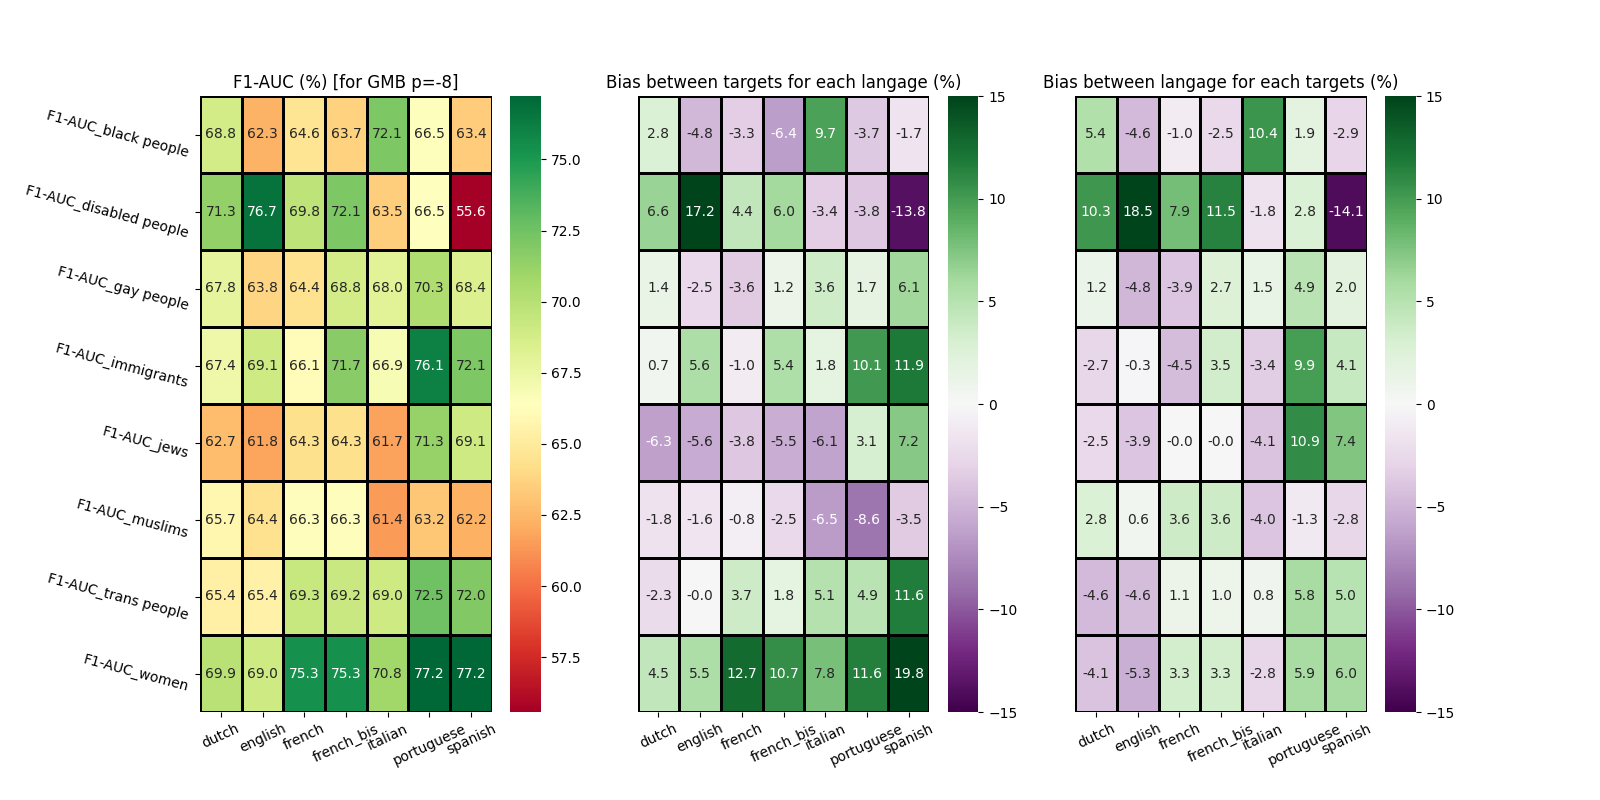 F1-AUC (%) [for GMB p=-8]
Bias between targets for each langage (%)
Bias between langage for each targets (%)
F1-AUC_black people
68.8 62.3 64.6 63.7 72.1 66.5 63.4
2.8 -4.8 -3.3 -6.4 9.7 -3.7 -1.7
5.4 -4.6 -1.0 -2.5 10.4 1.9 -2.9
F1-AUC_disabled people
71.3 76.7 69.8 72.1 63.5 66.5 55.6
6.6 17.2 4.4 6.0 -3.4 -3.8 -13.8
10.3 18.5 7.9 11.5 -1.8 2.8 -14.1
F1-AUC_gay people
67.8 63.8 64.4 68.8 68.0 70.3 68.4
1.4 -2.5 -3.6 1.2 3.6 1.7 6.1
1.2 -4.8 -3.9 2.7 1.5 4.9 2.0
F1-AUC_immigrants
67.4 69.1 66.1 71.7 66.9 76.1 72.1
0.7 5.6 -1.0 5.4 1.8 10.1 11.9
-2.7 -0.3 -4.5 3.5 -3.4 9.9 4.1
F1-AUC_jews
62.7 61.8 64.3 64.3 61.7 71.3 69.1
-6.3 -5.6 -3.8 -5.5 -6.1 3.1 7.2
-2.5 -3.9 -0.0 -0.0 -4.1 10.9 7.4
F1-AUC_muslims
65.7 64.4 66.3 66.3 61.4 63.2 62.2
-1.8 -1.6 -0.8 -2.5 -6.5 -8.6 -3.5
2.8 0.6 3.6 3.6 -4.0 -1.3 -2.8
F1-AUC_trans people
65.4 65.4 69.3 69.2 69.0 72.5 72.0
-2.3 -0.0 3.7 1.8 5.1 4.9 11.6
-4.6 -4.6 1.1 1.0 0.8 5.8 5.0
F1-AUC_women
69.9 69.0 75.3 75.3 70.8 77.2 77.2
4.5 5.5 12.7 10.7 7.8 11.6 19.8
-4.1 -5.3 3.3 3.3 -2.8 5.9 6.0
dutch english french french_bis italian portuguese spanish
dutch english french french_bis italian portuguese spanish
dutch english french french_bis italian portuguese spanish
75.0
72.5
70.0
67.5
65.0
62.5
60.0
57.5
15
10
5
0
−5
−10
−15
15
10
5
0
−5
−10
−15